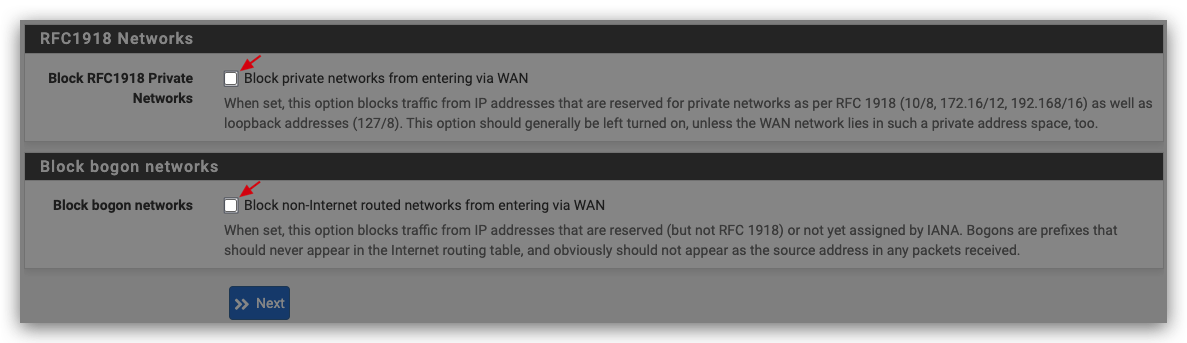 RFC1918 Networks
Block RFC1918 Private
Networks
Block private networks from entering via WAN
When set, this option blocks traffic from IP addresses that are reserved for private networks as per RFC 1918 (10/8, 172.16/12, 192.168/16) as well as
loopback addresses (127/8). This option should generally be left turned on, unless the WAN network lies in such a private address space, too.
Block bogon networks
Block bogon networks
Block non-Internet routed networks from entering via WAN
When set, this option blocks traffic from IP addresses that are reserved (but not RFC 1918) or not yet assigned by IANA. Bogons are prefixes that
should never appear in the Internet routing table, and obviously should not appear as the source address in any packets received.
Next